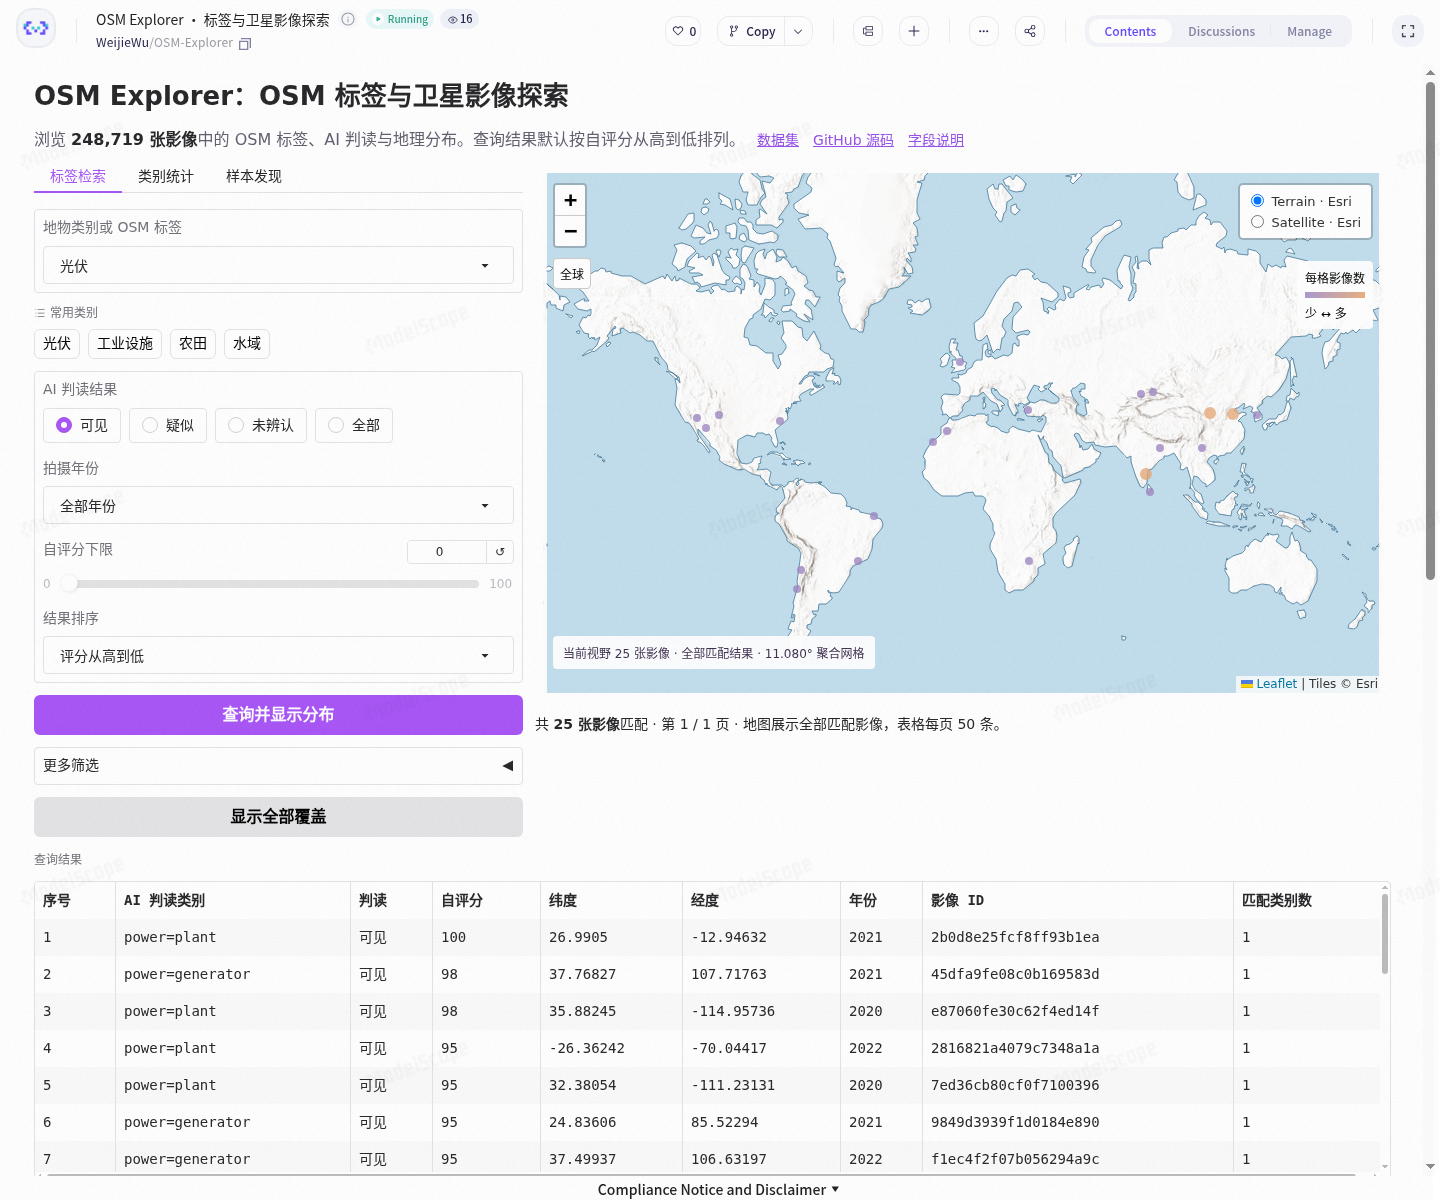 OSM Explorer · 标签与卫星影像探索
Running
16
WeijieWu/OSM-Explorer
0
Copy
Contents
Discussions
Manage
OSM Explorer：OSM 标签与卫星影像探索
浏览 248,719 张影像中的 OSM 标签、AI 判读与地理分布。查询结果默认按自评分从高到低排列。 数据集 GitHub 源码 字段说明
标签检索 类别统计 样本发现
地物类别或 OSM 标签
光伏
常用类别
光伏 工业设施 农田 水域
AI 判读结果
可见 疑似 未辨认 全部
拍摄年份
全部年份
自评分下限
0 ↺
0 100
结果排序
评分从高到低
查询并显示分布
更多筛选 ◀
显示全部覆盖
+
−
全球
Terrain · Esri
Satellite · Esri
每格影像数
少 ↔ 多
当前视野 25 张影像 · 全部匹配结果 · 11.080° 聚合网格
Leaflet | Tiles © Esri
共 25 张影像匹配 · 第 1 / 1 页 · 地图展示全部匹配影像，表格每页 50 条。
查询结果
序号 AI 判读类别 判读 自评分 纬度 经度 年份 影像 ID 匹配类别数
1 power=plant 可见 100 26.9905 -12.94632 2021 2b0d8e25fcf8ff93b1ea 1
2 power=generator 可见 98 37.76827 107.71763 2021 45dfa9fe08c0b169583d 1
3 power=plant 可见 98 35.88245 -114.95736 2020 e87060fe30c62f4ed14f 1
4 power=plant 可见 95 -26.36242 -70.04417 2022 2816821a4079c7348a1a 1
5 power=plant 可见 95 32.38054 -111.23131 2020 7ed36cb80cf0f7100396 1
6 power=generator 可见 95 24.83606 85.52294 2021 9849d3939f1d0184e890 1
7 power=generator 可见 95 37.49937 106.63197 2022 f1ec4f2f07b056294a9c 1
Compliance Notice and Disclaimer ▼
ModelScope